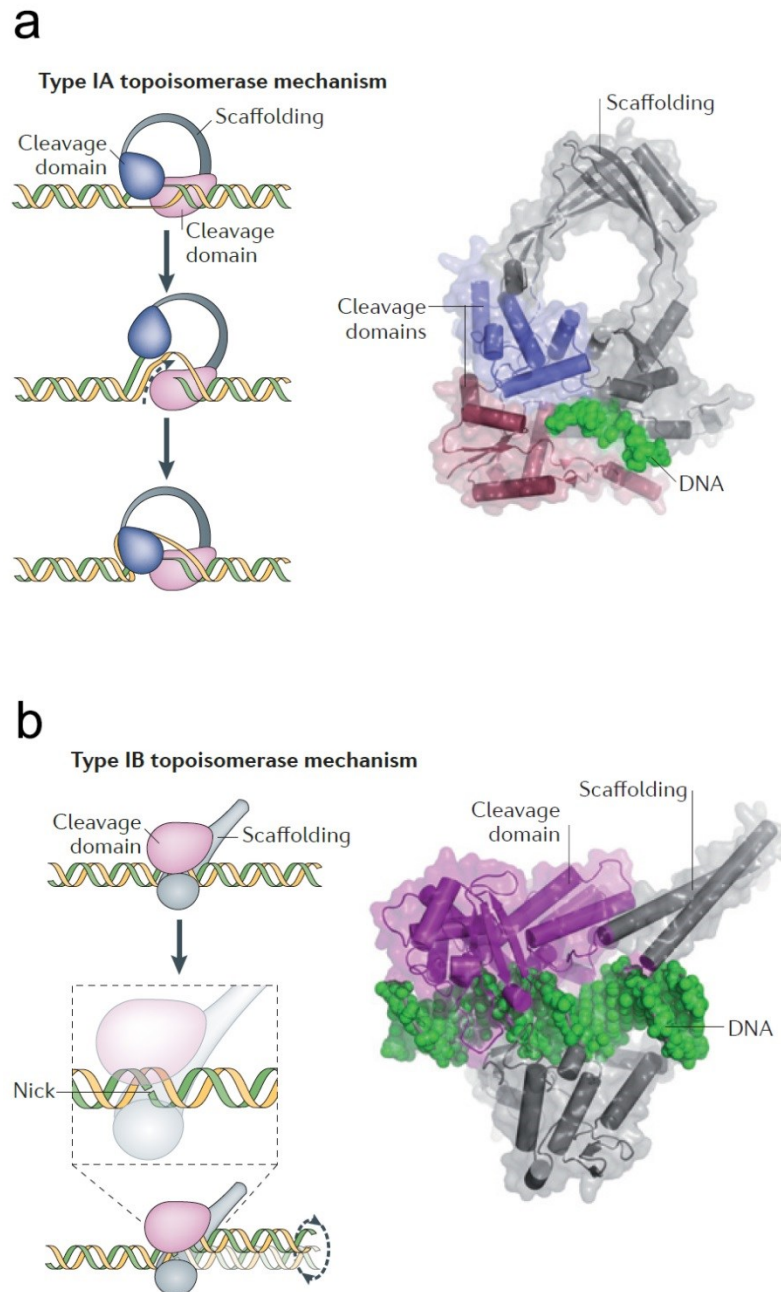 a
Type IA topoisomerase mechanism
Scaffolding
Cleavage
domain
Cleavage
domain
Scaffolding
Cleavage
domains
DNA
b
Type IB topoisomerase mechanism
Cleavage
domain
Scaffolding
Nick
Scaffolding
Cleavage
domain
DNA